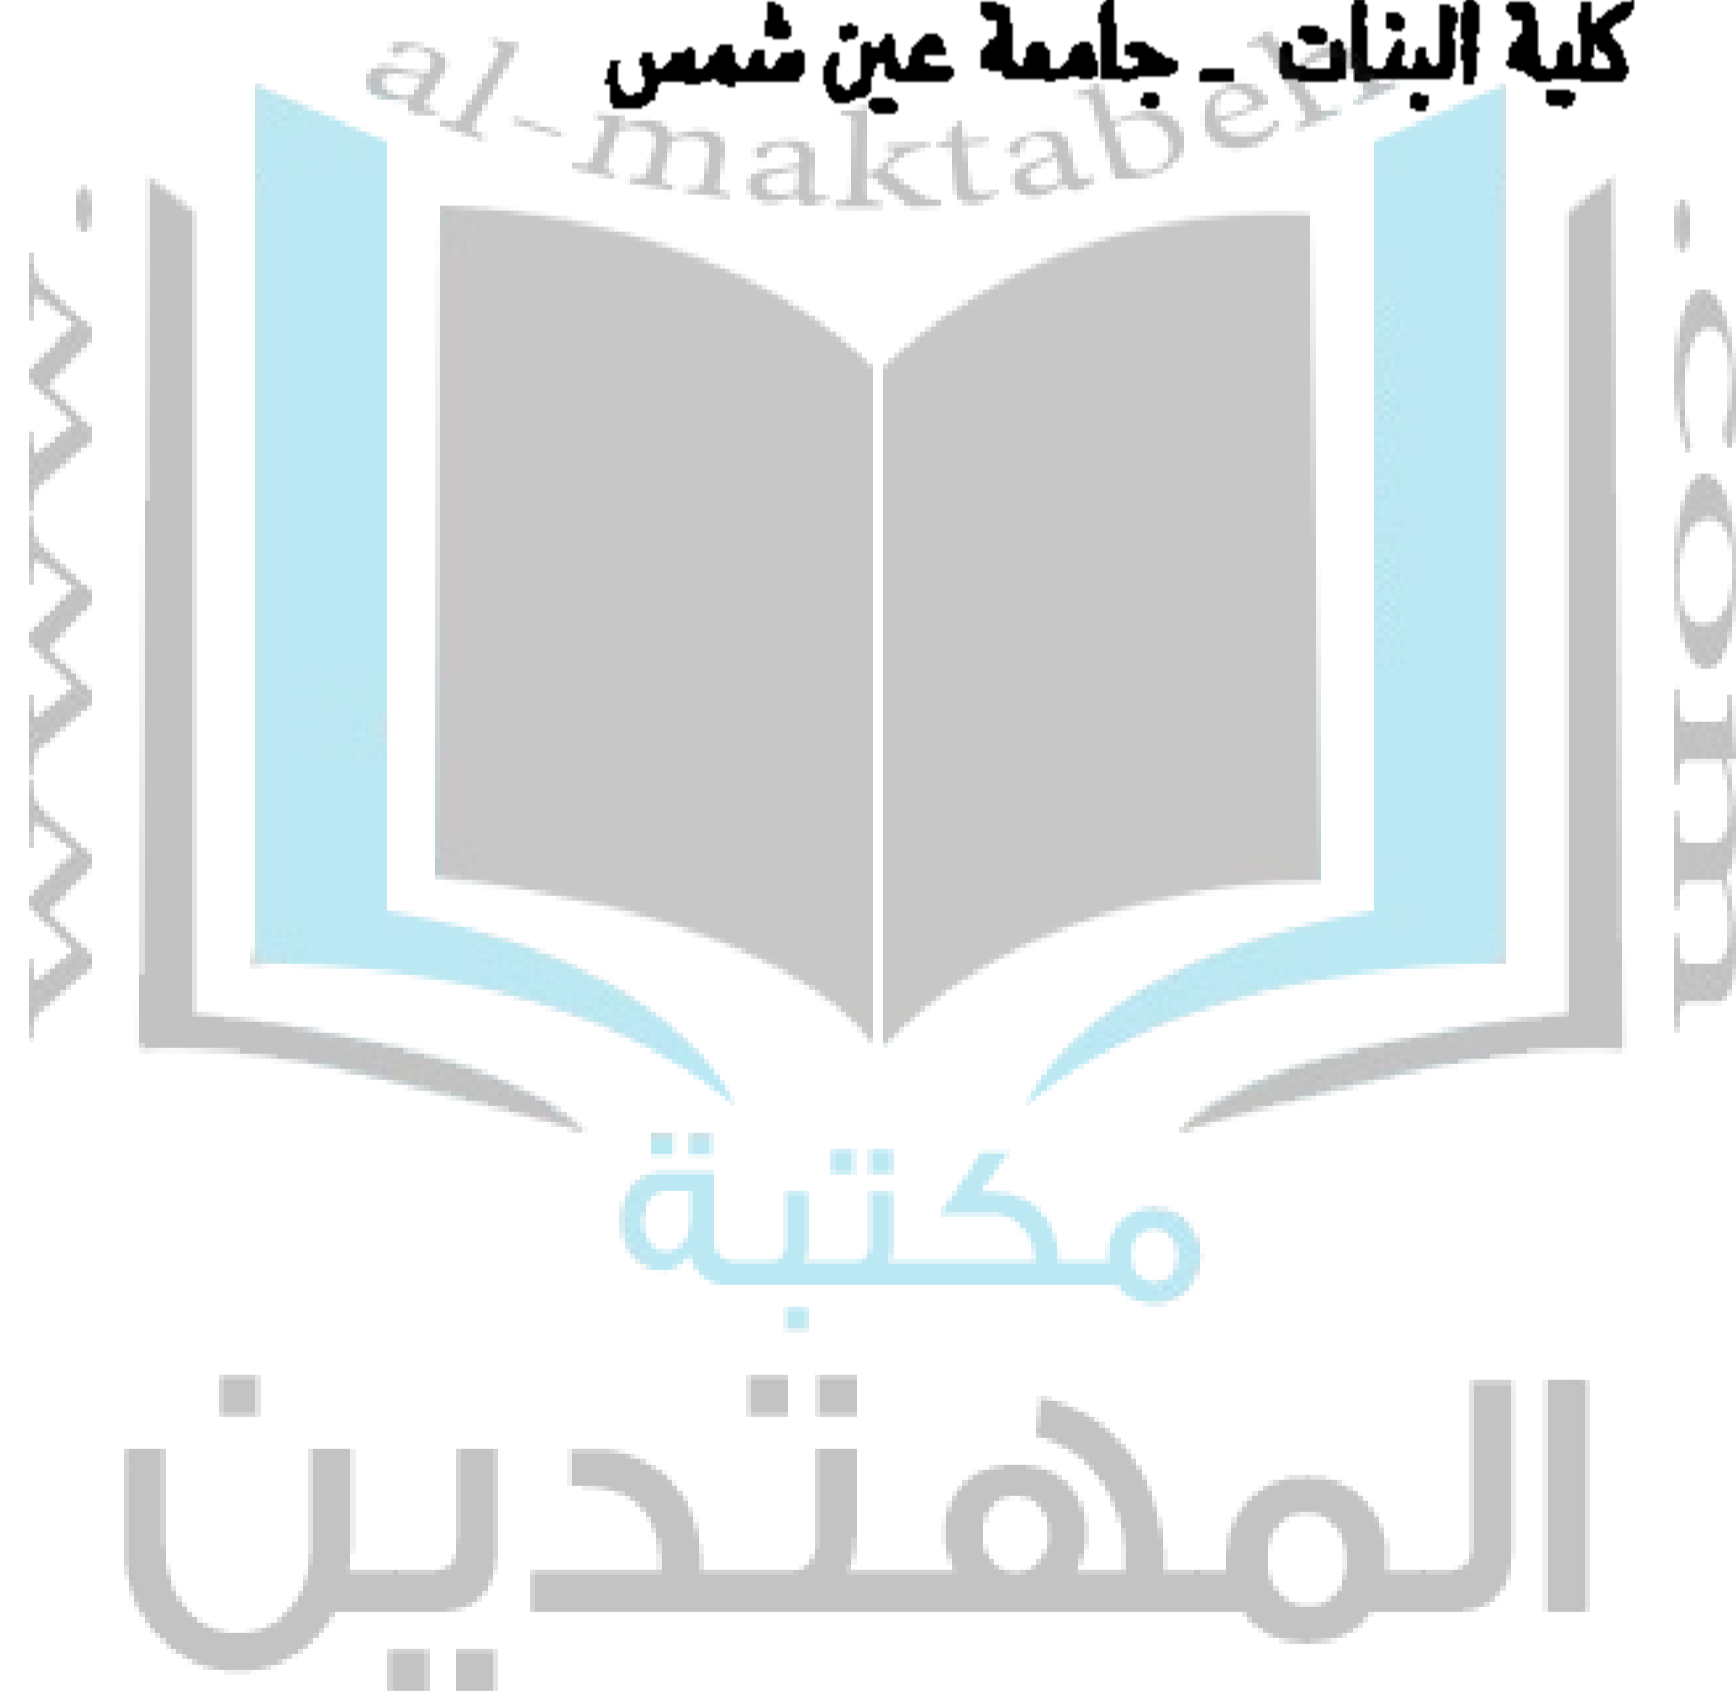 كلية البنات - جامعة عين شمس
www.al-maktabeh.com
مكتبة
المهتدين